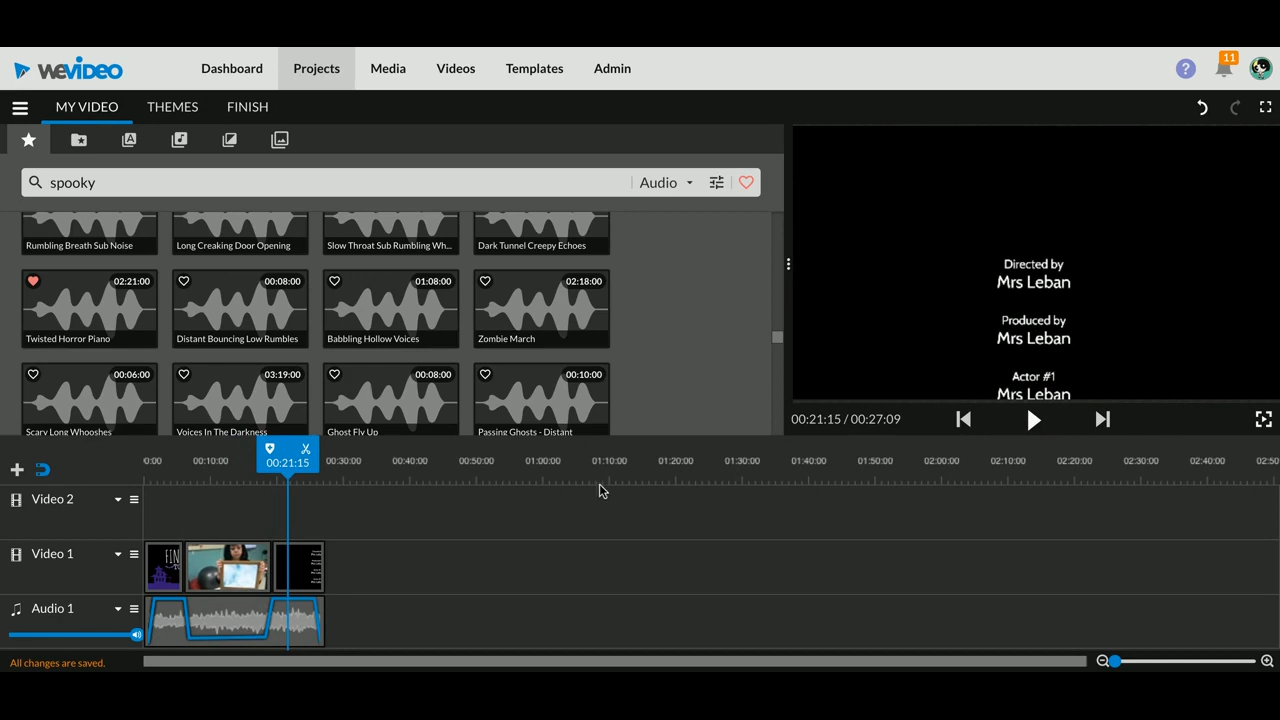 WEVIDEO
Dashboard
Projects
Media
Videos
Templates
Admin
?
11
MY VIDEO
THEMES
FINISH
spooky
Audio
Rumbling Breath Sub Noise
Long Creaking Door Opening
Slow Throat Sub Rumbling Wh...
Dark Tunnel Creepy Echoes
02:21:00
00:08:00
01:08:00
02:18:00
Twisted Horror Piano
Distant Bouncing Low Rumbles
Babbling Hollow Voices
Zombie March
00:06:00
03:19:00
00:08:00
00:10:00
Scary Long Whooshes
Voices In The Darkness
Ghost Fly Up
Passing Ghosts - Distant
Directed by
Mrs Leban
Produced by
Mrs Leban
Actor #1
Mrs Leban
00:21:15 / 00:27:09
00:21:15
0:00
00:10:00
00:30:00
00:40:00
00:50:00
01:00:00
01:10:00
01:20:00
01:30:00
01:40:00
01:50:00
02:00:00
02:10:00
02:20:00
02:30:00
02:40:00
02:50
Video 2
Video 1
FIN
Audio 1
All changes are saved.